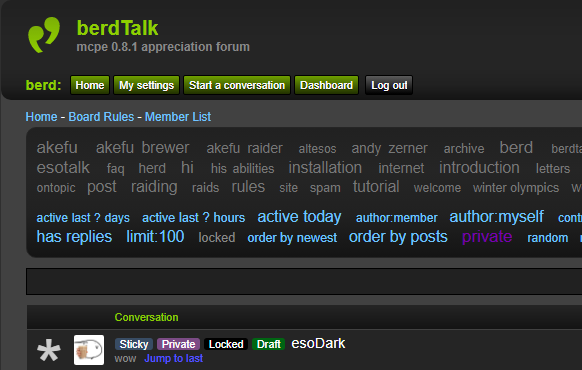 berdTalk
mcpe 0.8.1 appreciation forum
berd: Home My settings Start a conversation Dashboard Log out
Home - Board Rules - Member List
akefu akefu brewer akefu raider altesos andy zerner archive berd
esotalk faq herd hi his abilities installation internet introduction letters
ontopic post raiding raids rules site spam tutorial welcome winter olympics
active last ? days active last ? hours active today author:member author:myself
has replies limit:100 locked order by newest order by posts private random
Conversation
Sticky Private Locked Draft esoDark
wow Jump to last